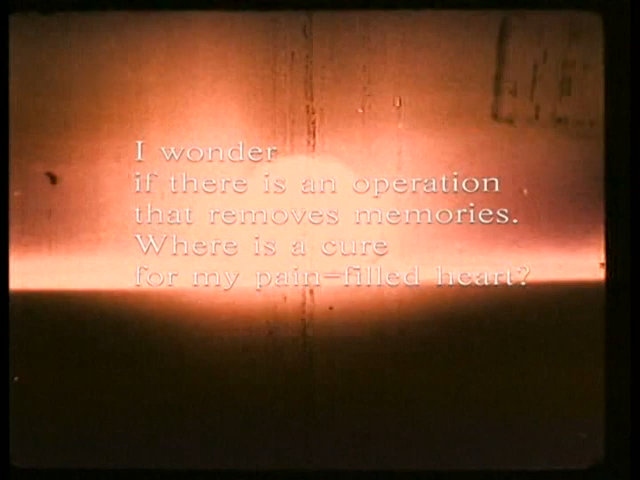 I wonder
if there is an operation
that removes memories.
Where is a cure
for my pain-filled heart?